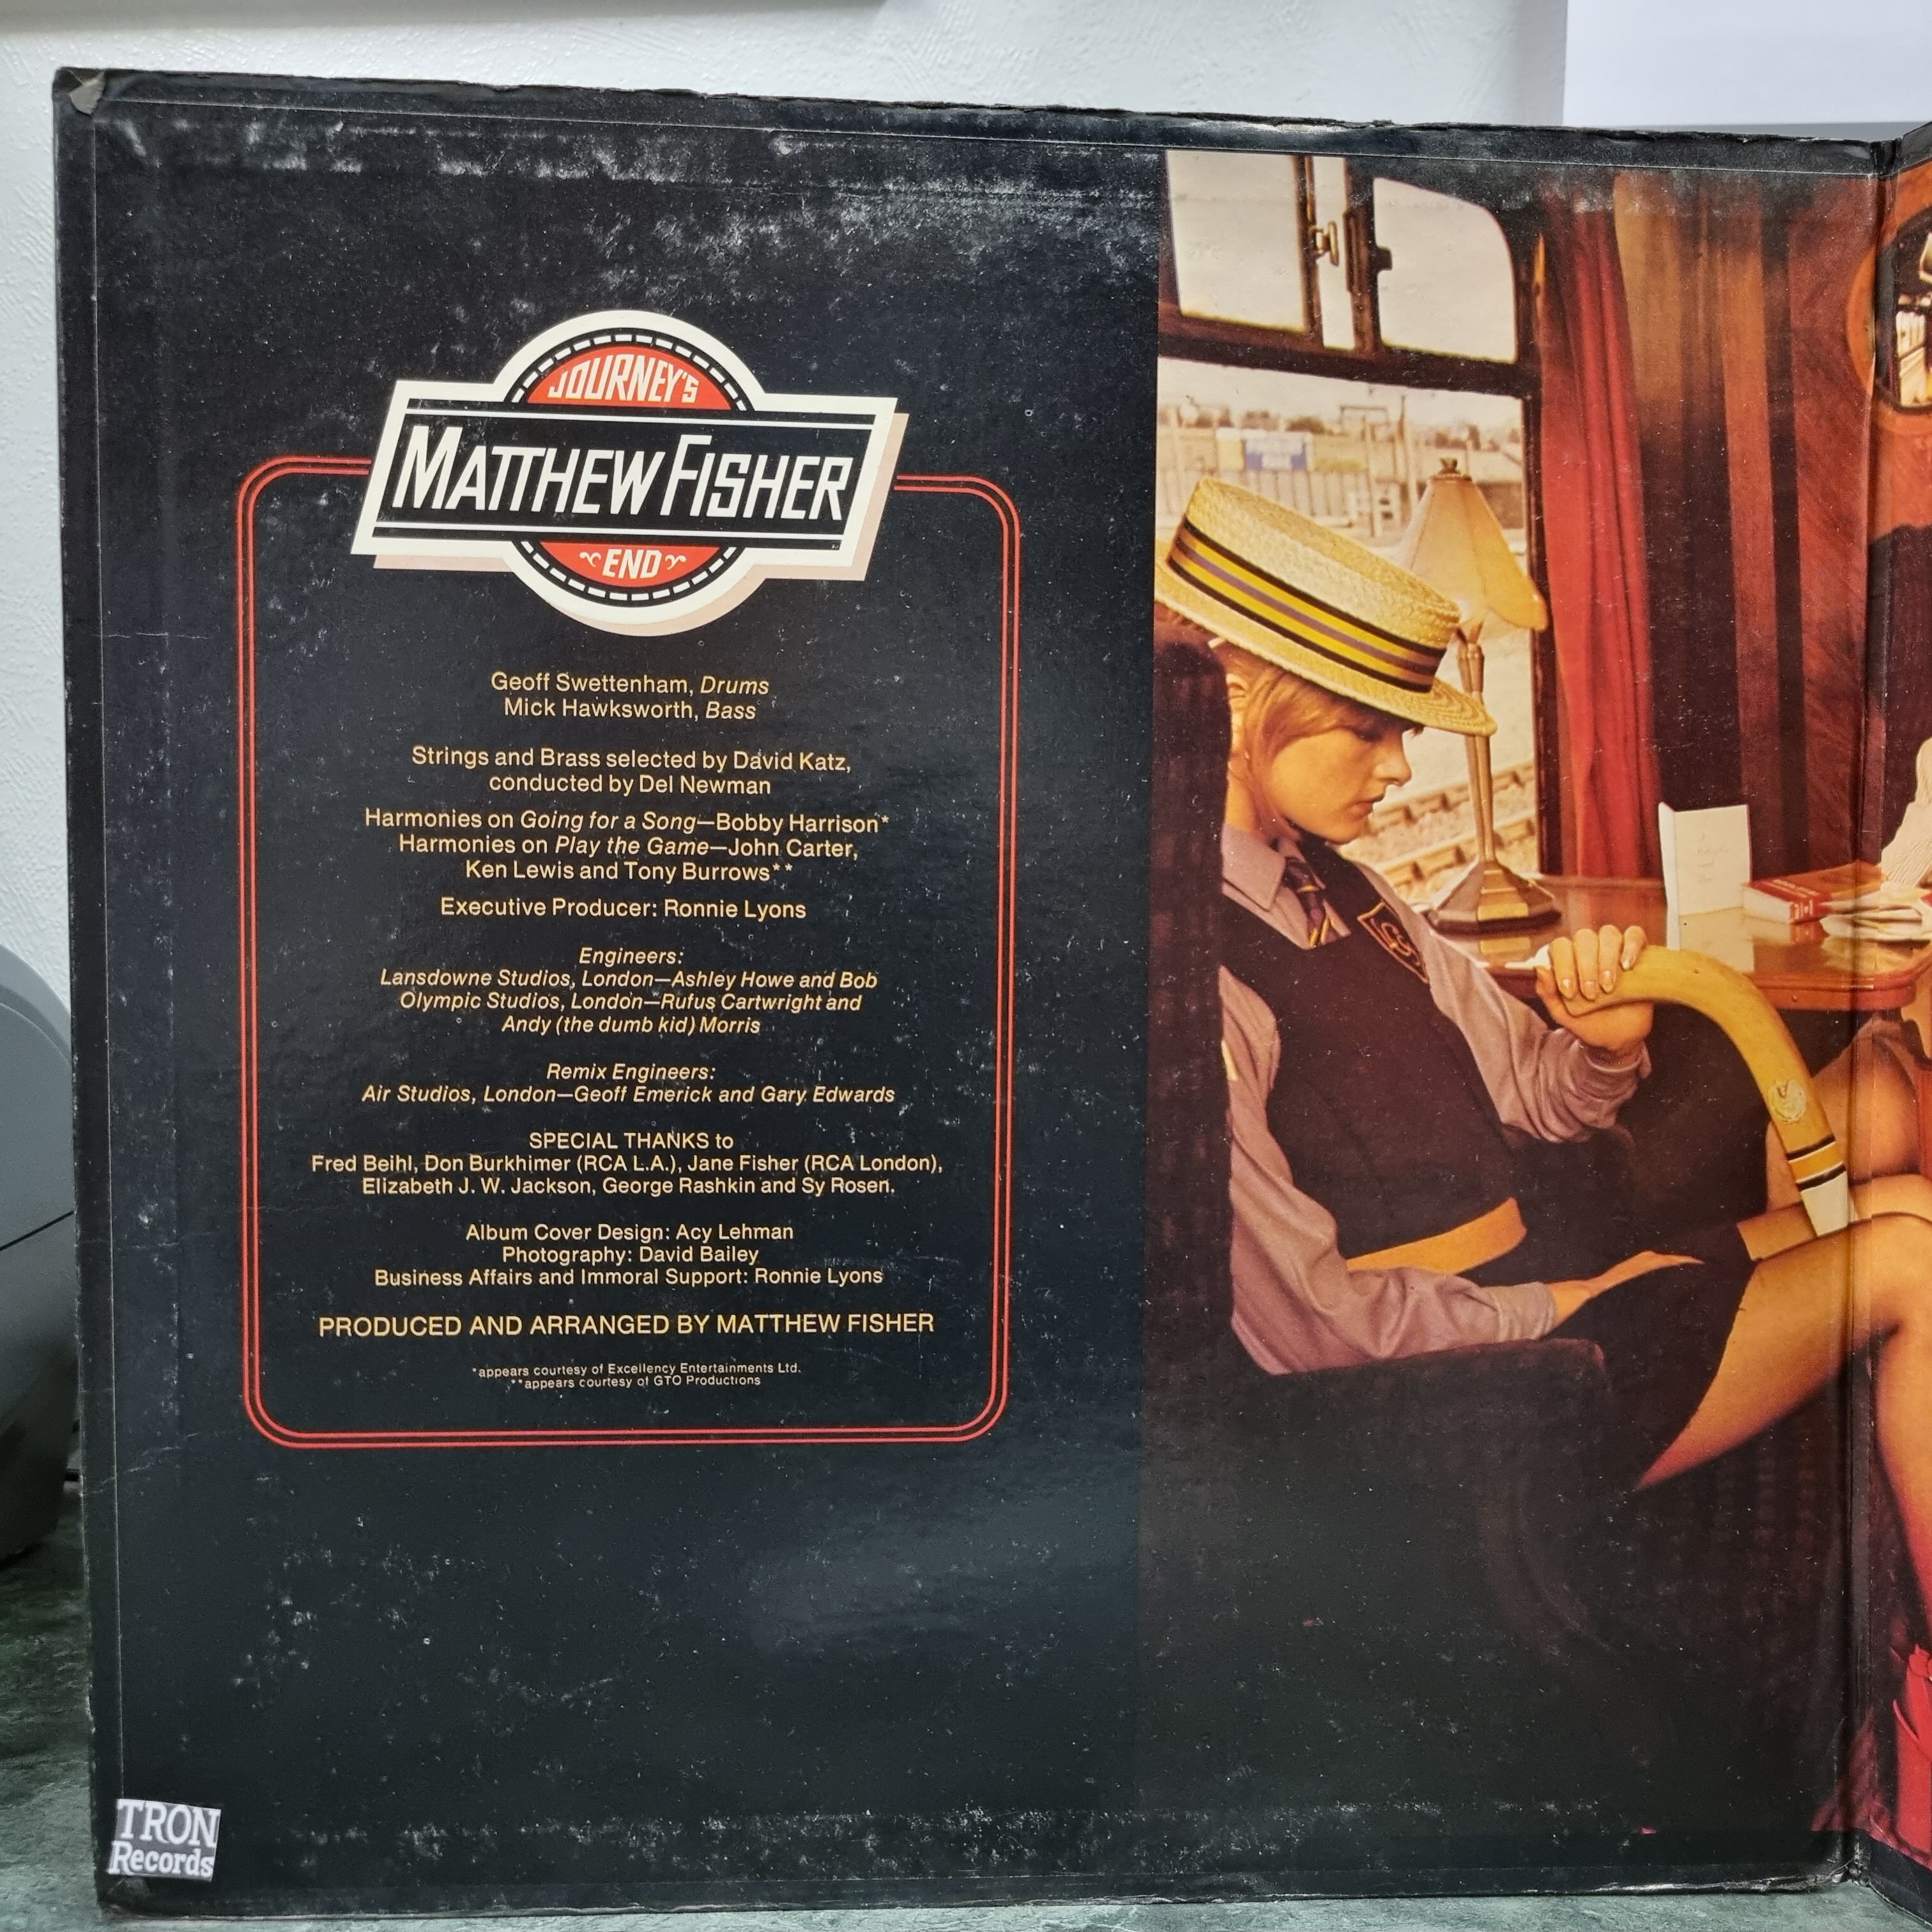 JOURNEY'S
MATTHEW FISHER
END
Geoff Swettenham, Drums
Mick Hawksworth, Bass
Strings and Brass selected by David Katz,
conducted by Del Newman
Harmonies on Going for a Song—Bobby Harrison*
Harmonies on Play the Game—John Carter,
Ken Lewis and Tony Burrows**
Executive Producer: Ronnie Lyons
Engineers:
Lansdowne Studios, London—Ashley Howe and Bob
Olympic Studios, London—Rufus Cartwright and
Andy (the dumb kid) Morris
Remix Engineers:
Air Studios, London—Geoff Emerick and Gary Edwards
SPECIAL THANKS to
Fred Beihl, Don Burkhimer (RCA L.A.), Jane Fisher (RCA London),
Elizabeth J. W. Jackson, George Rashkin and Sy Rosen.
Album Cover Design: Acy Lehman
Photography: David Bailey
Business Affairs and Immoral Support: Ronnie Lyons
PRODUCED AND ARRANGED BY MATTHEW FISHER
*appears courtesy of Excellency Entertainments Ltd.
**appears courtesy of GTO Productions
TRON
Records